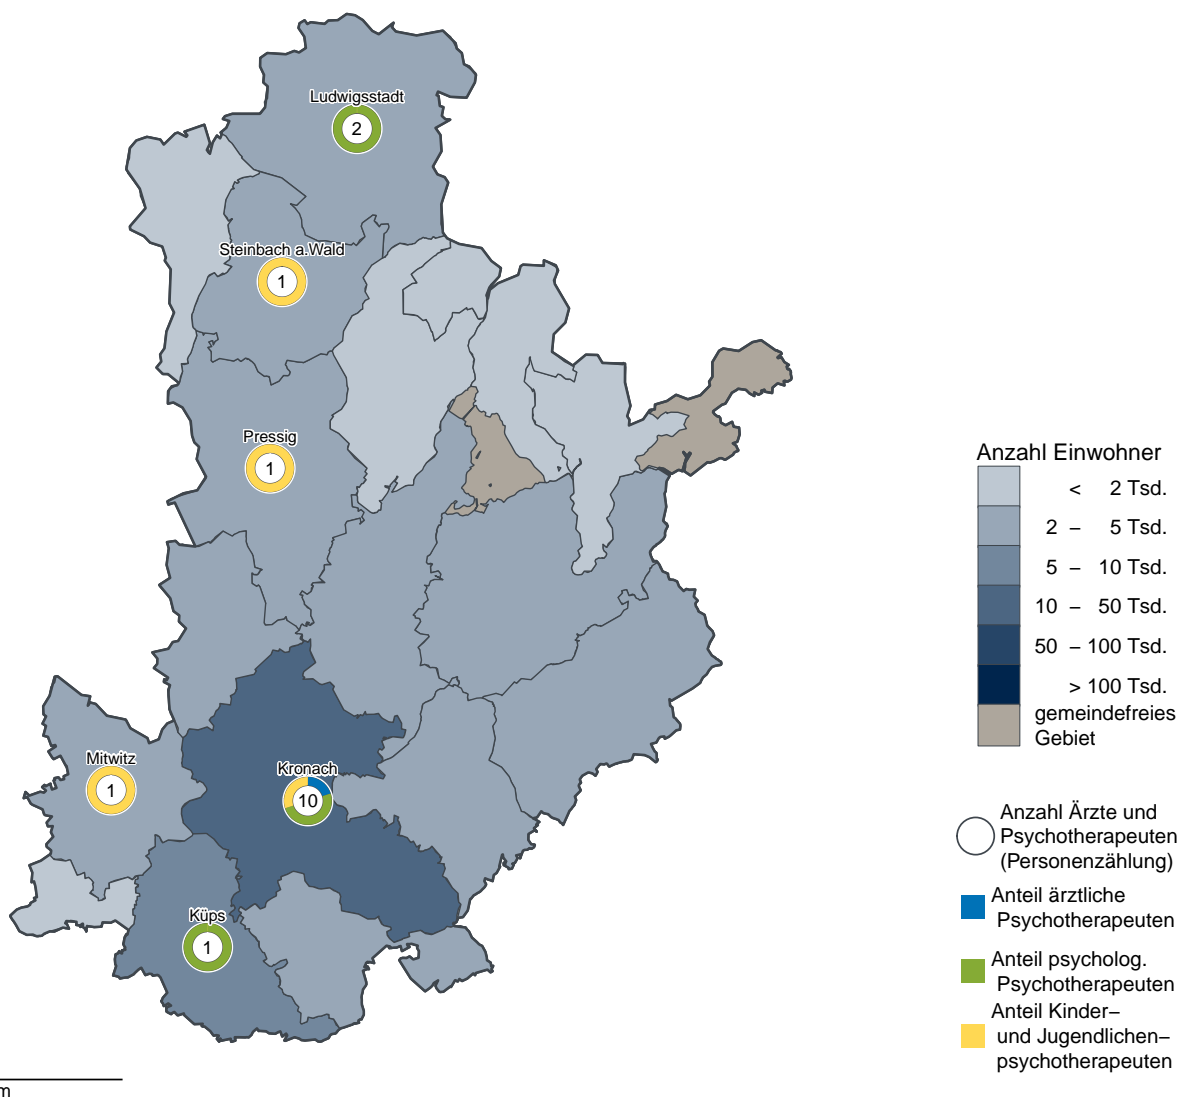 Ludwigsstadt
2
Steinbach a.Wald
1
Pressig
1
Mitwitz
1
Kronach
10
Küps
1
Anzahl Einwohner
< 2 Tsd.
2 – 5 Tsd.
5 – 10 Tsd.
10 – 50 Tsd.
50 – 100 Tsd.
> 100 Tsd.
gemeindefreies
Gebiet
Anzahl Ärzte und
Psychotherapeuten
(Personenzählung)
Anteil ärztliche
Psychotherapeuten
Anteil psycholog.
Psychotherapeuten
Anteil Kinder–
und Jugendlichen–
psychotherapeuten